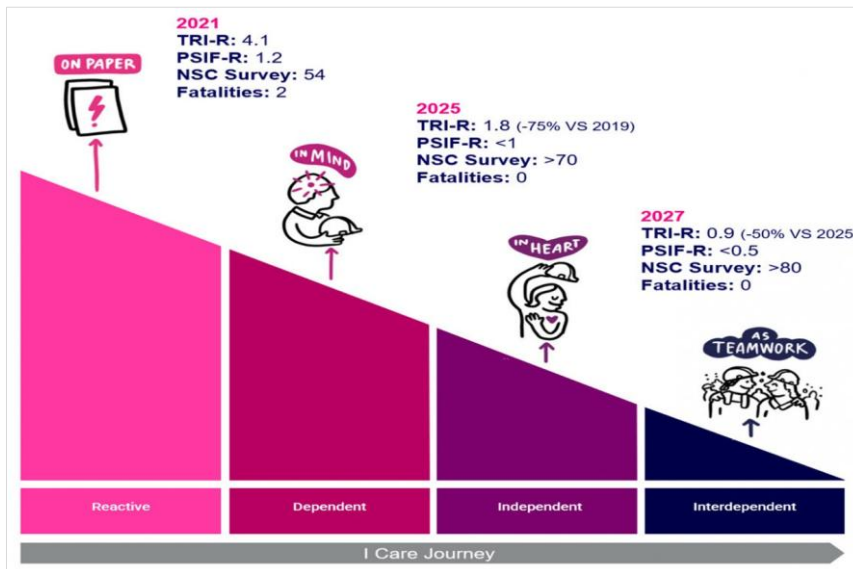 2021
TRI-R: 4.1
PSIF-R: 1.2
NSC Survey: 54
Fatalities: 2
ON PAPER
2025
TRI-R: 1.8 (-75% VS 2019)
PSIF-R: <1
NSC Survey: >70
Fatalities: 0
IN MIND
2027
TRI-R: 0.9 (-50% VS 2025
PSIF-R: <0.5
NSC Survey: >80
Fatalities: 0
IN HEART
AS
TEAMWORK
Reactive
Dependent
Independent
Interdependent
I Care Journey